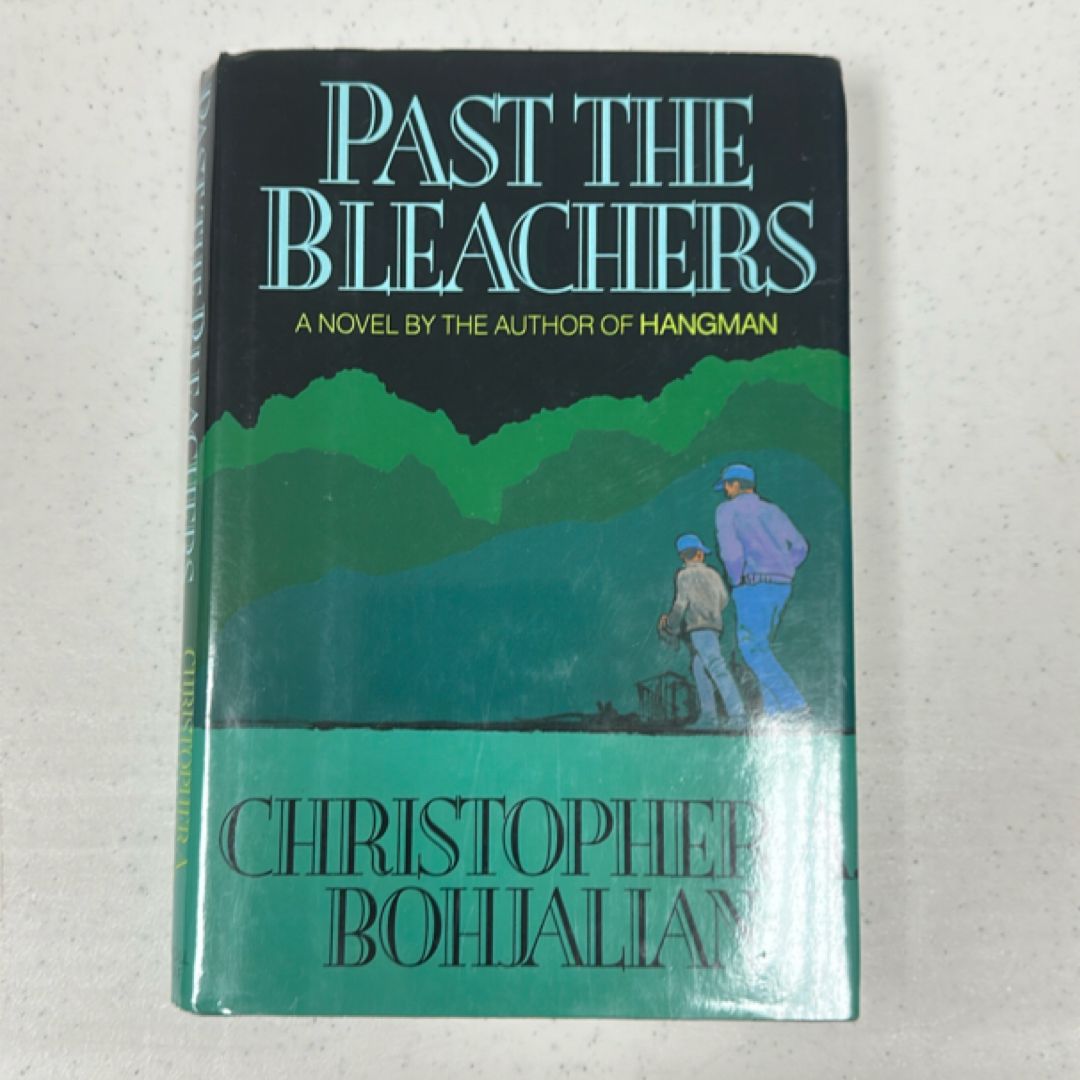 PAST THE
BLEACHERS
A NOVEL BY THE AUTHOR OF HANGMAN
CHRISTOPHER A.
BOHJALIAN
PAST THE BLEACHERS
CHRISTOPHER A